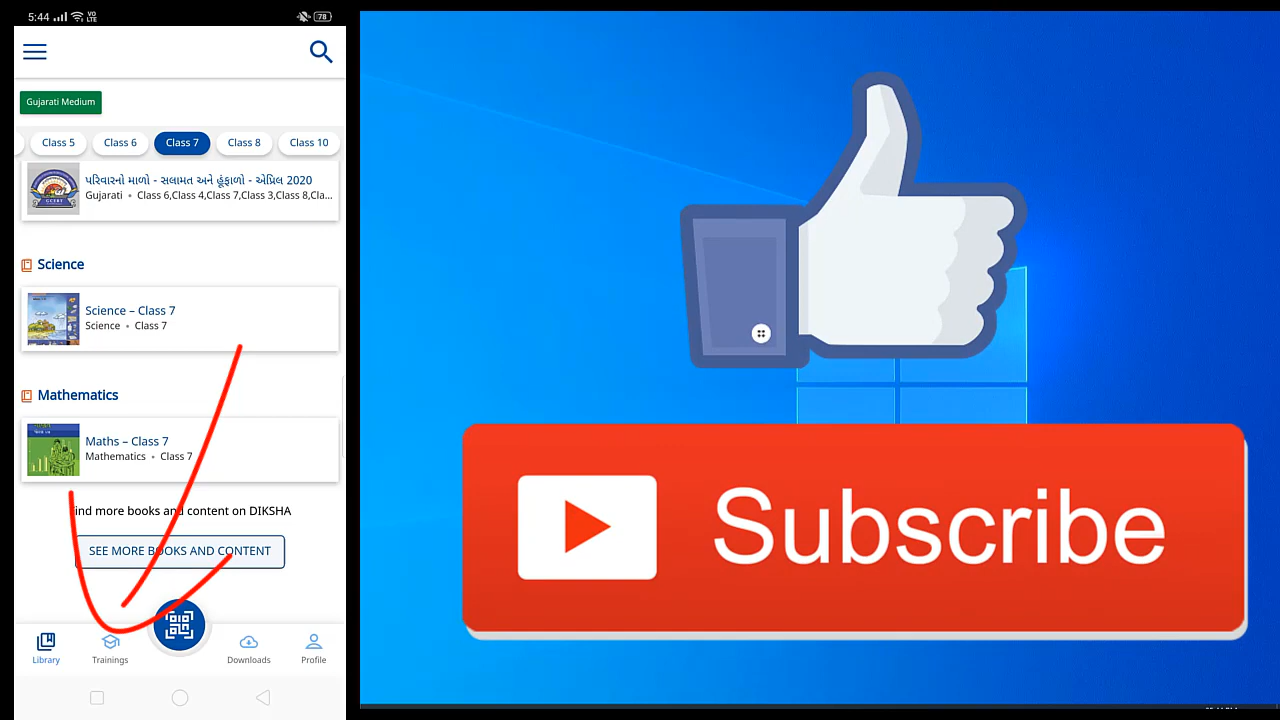 5:44
VO
LTE
78
Gujarati Medium
Class 5
Class 6
Class 7
Class 8
Class 10
પરિવારનો માળો - સલામત અને હૂંફાળો - એપ્રિલ 2020
Gujarati • Class 6,Class 4,Class 7,Class 3,Class 8,Cla...
GCERT
Science
Science – Class 7
Science • Class 7
Mathematics
Maths – Class 7
Mathematics • Class 7
ind more books and content on DIKSHA
SEE MORE BOOKS AND CONTENT
Library
Trainings
Downloads
Profile
Subscribe